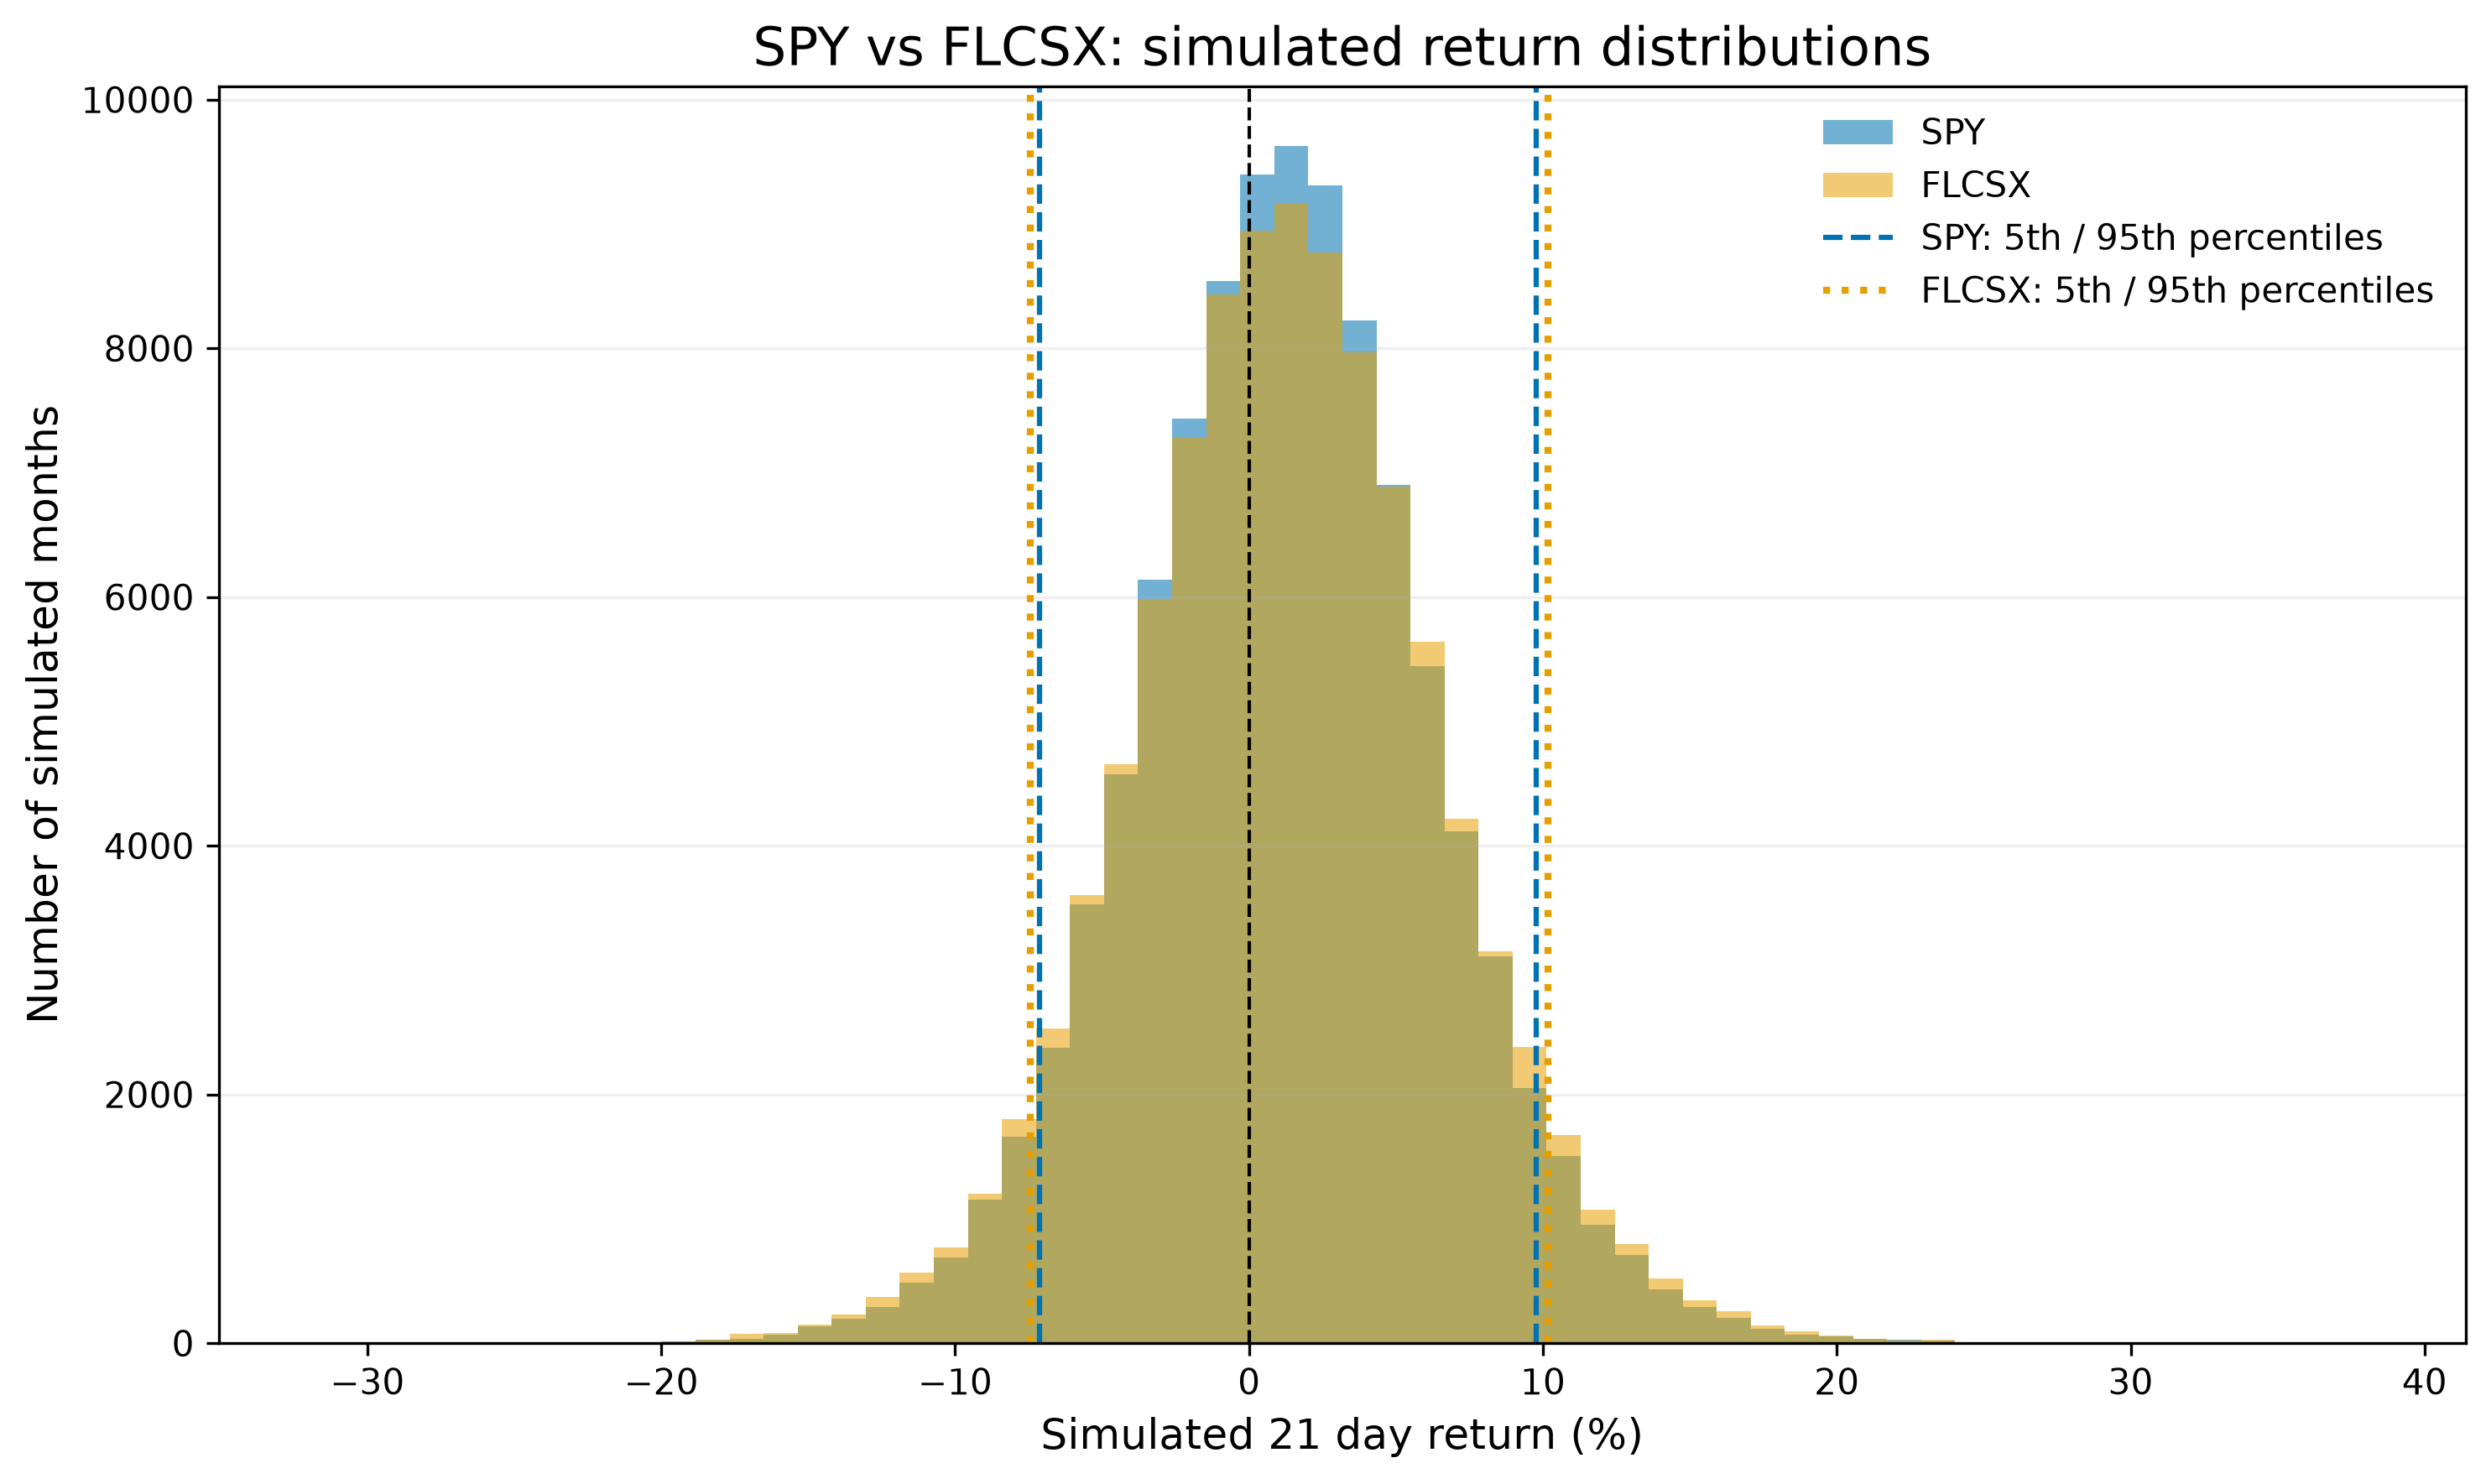 SPY vs FLCSX: simulated return distributions
SPY
FLCSX
SPY: 5th / 95th percentiles
FLCSX: 5th / 95th percentiles
Number of simulated months
10000
8000
6000
4000
2000
0
−30 −20 −10 0 10 20 30 40
Simulated 21 day return (%)